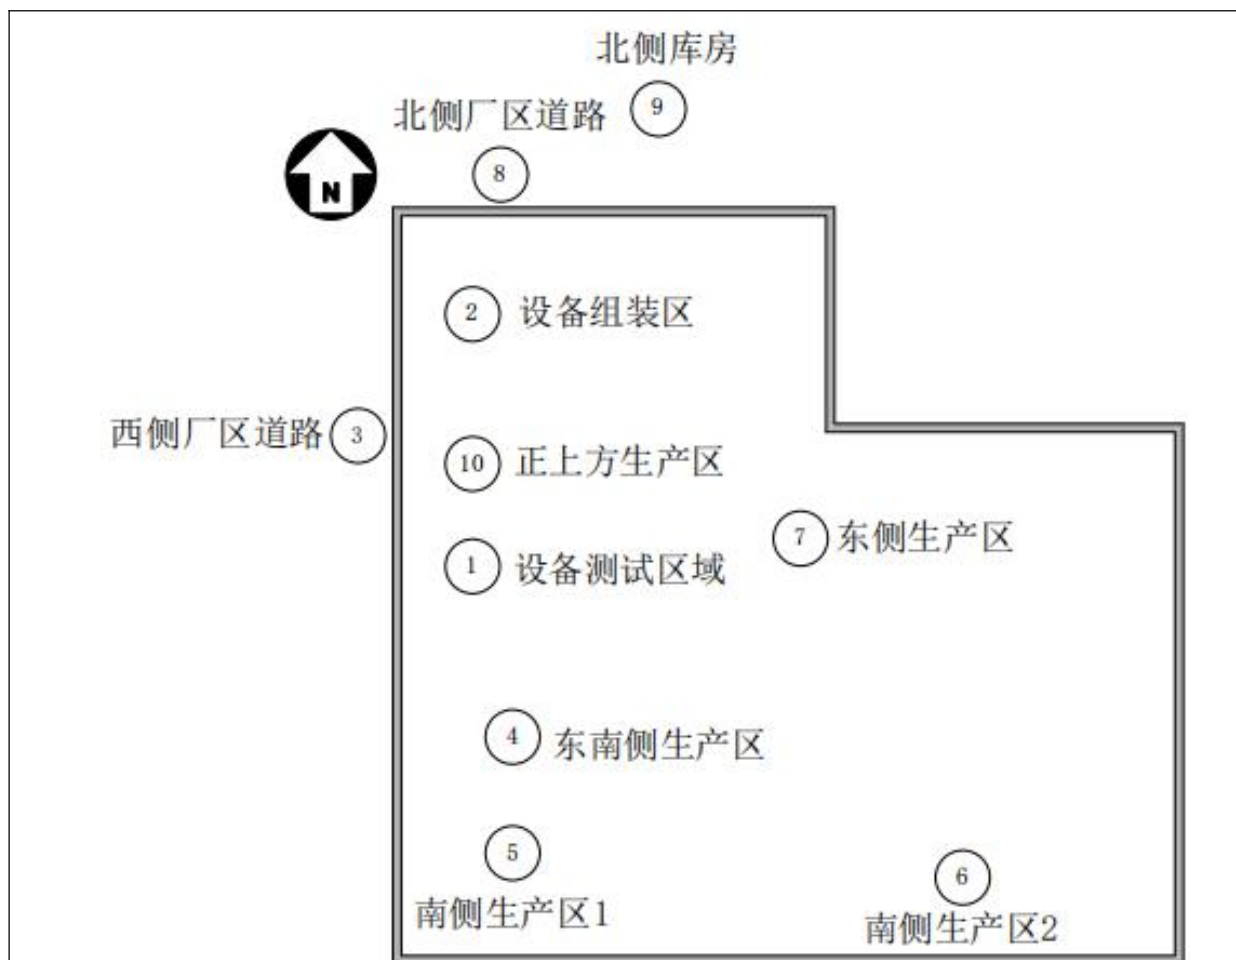 北侧库房
9
北侧厂区道路
8
N
2 设备组装区
西侧厂区道路 3
10 正上方生产区
7 东侧生产区
1 设备测试区域
4 东南侧生产区
5
南侧生产区1
6
南侧生产区2